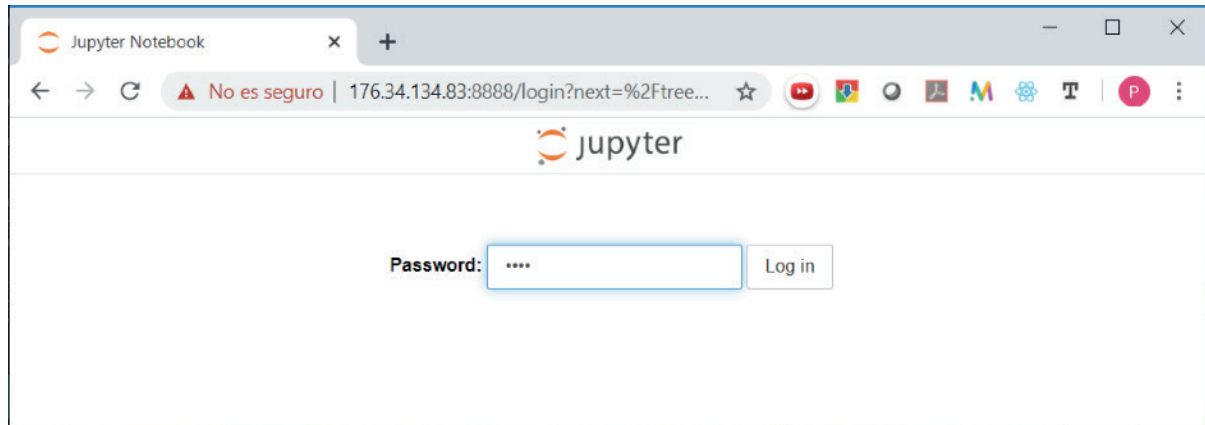 Jupyter Notebook
No es seguro | 176.34.134.83:8888/login?next=%2Ftree...
P
jupyter
Password: ••••
Log in